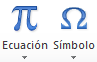 π Ω
Ecuación Símbolo